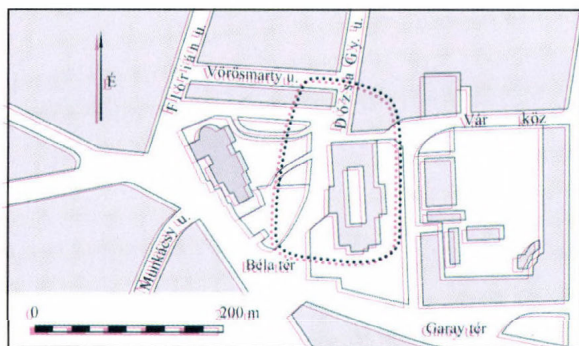 Flórián u.
Dózsa Gy. u.
É
Vörösmarty u.
Vár köz
Munkácsy u.
Béla tér
0 200 m
Garay tér